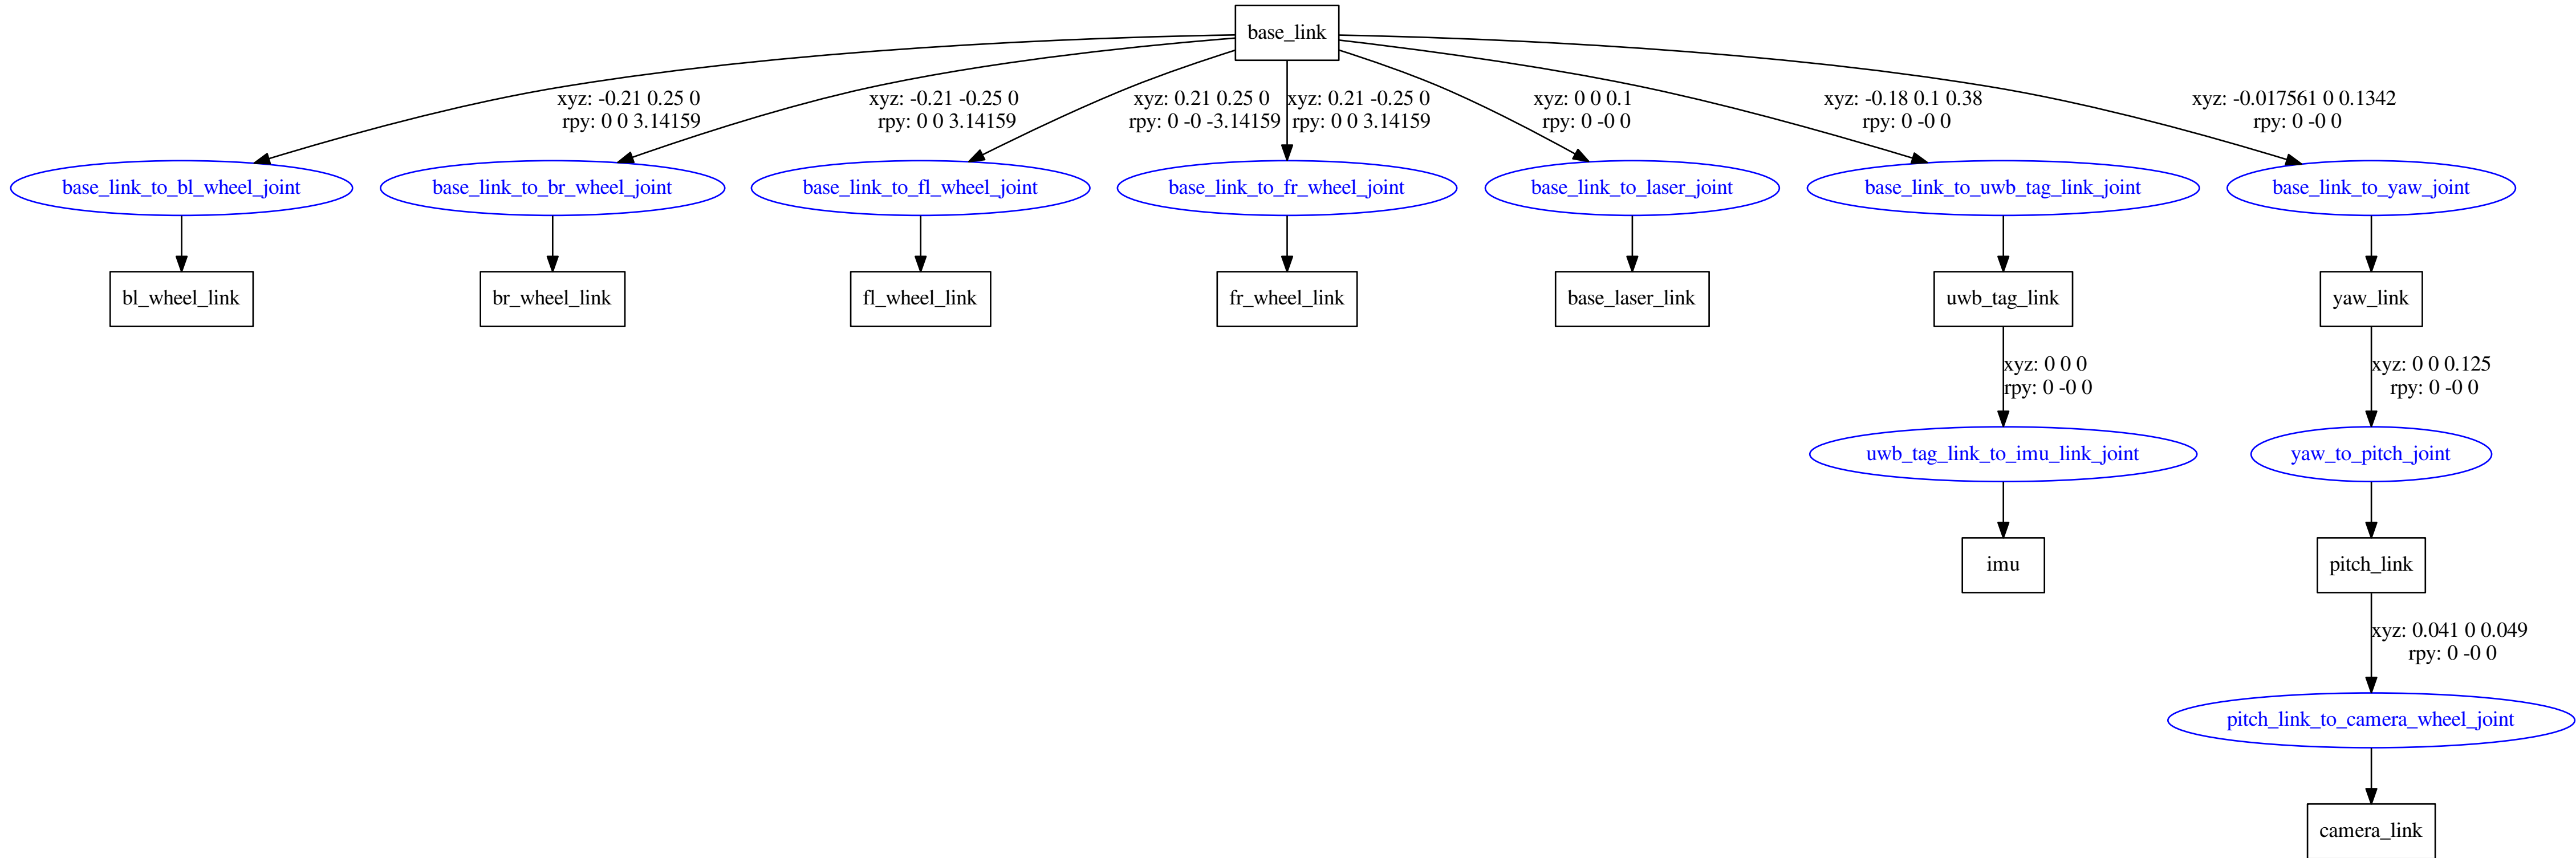 base_link
xyz: -0.21 0.25 0
rpy: 0 0 3.14159
xyz: -0.21 -0.25 0
rpy: 0 0 3.14159
xyz: 0.21 0.25 0
rpy: 0 -0 -3.14159
xyz: 0.21 -0.25 0
rpy: 0 0 3.14159
xyz: 0 0 0.1
rpy: 0 -0 0
xyz: -0.18 0.1 0.38
rpy: 0 -0 0
xyz: -0.017561 0 0.1342
rpy: 0 -0 0
base_link_to_bl_wheel_joint
base_link_to_br_wheel_joint
base_link_to_fl_wheel_joint
base_link_to_fr_wheel_joint
base_link_to_laser_joint
base_link_to_uwb_tag_link_joint
base_link_to_yaw_joint
bl_wheel_link
br_wheel_link
fl_wheel_link
fr_wheel_link
base_laser_link
uwb_tag_link
yaw_link
xyz: 0 0 0
rpy: 0 -0 0
xyz: 0 0 0.125
rpy: 0 -0 0
uwb_tag_link_to_imu_link_joint
yaw_to_pitch_joint
imu
pitch_link
xyz: 0.041 0 0.049
rpy: 0 -0 0
pitch_link_to_camera_wheel_joint
camera_link